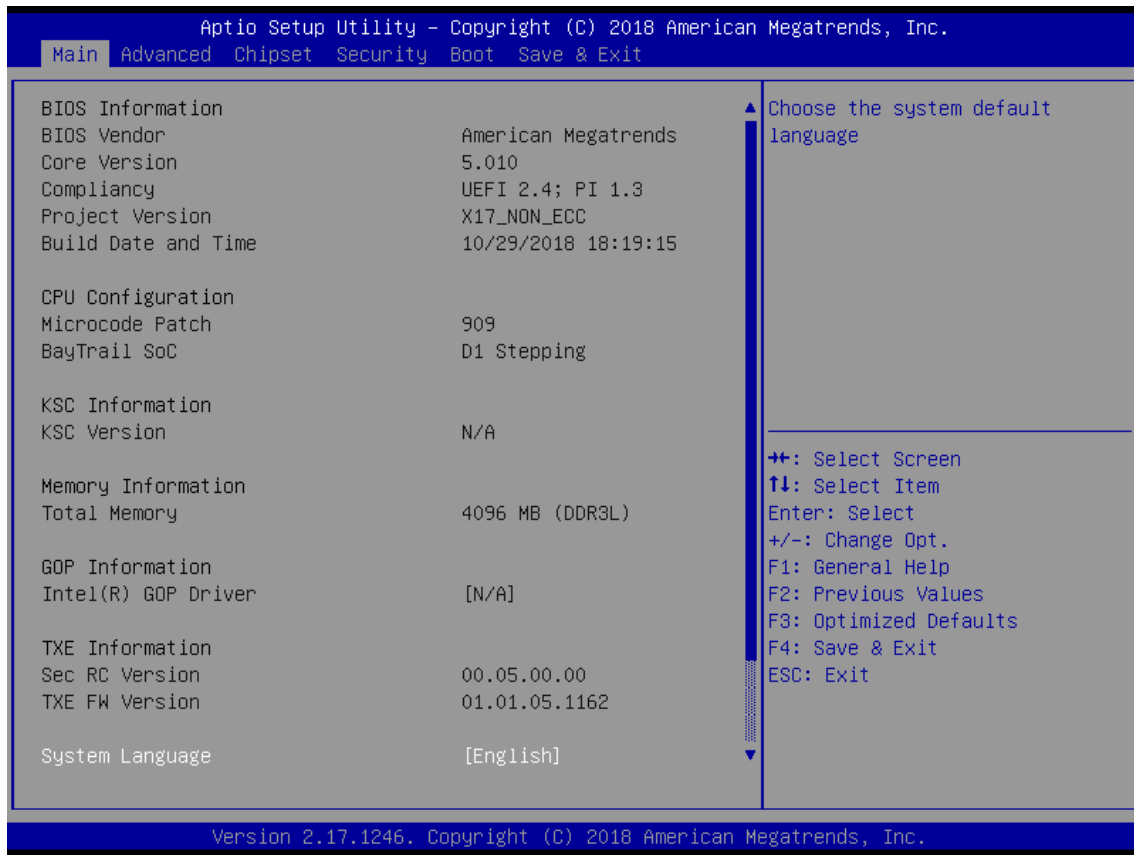 Aptio Setup Utility – Copyright (C) 2018 American Megatrends, Inc.
Main Advanced Chipset Security Boot Save & Exit
BIOS Information
BIOS Vendor American Megatrends
Core Version 5.010
Compliancy UEFI 2.4; PI 1.3
Project Version X17_NON_ECC
Build Date and Time 10/29/2018 18:19:15
CPU Configuration
Microcode Patch 909
BayTrail SoC D1 Stepping
KSC Information
KSC Version N/A
Memory Information
Total Memory 4096 MB (DDR3L)
GOP Information
Intel(R) GOP Driver [N/A]
TXE Information
Sec RC Version 00.05.00.00
TXE FW Version 01.01.05.1162
System Language [English]
Choose the system default
language
→←: Select Screen
↑↓: Select Item
Enter: Select
+/-: Change Opt.
F1: General Help
F2: Previous Values
F3: Optimized Defaults
F4: Save & Exit
ESC: Exit
Version 2.17.1246. Copyright (C) 2018 American Megatrends, Inc.